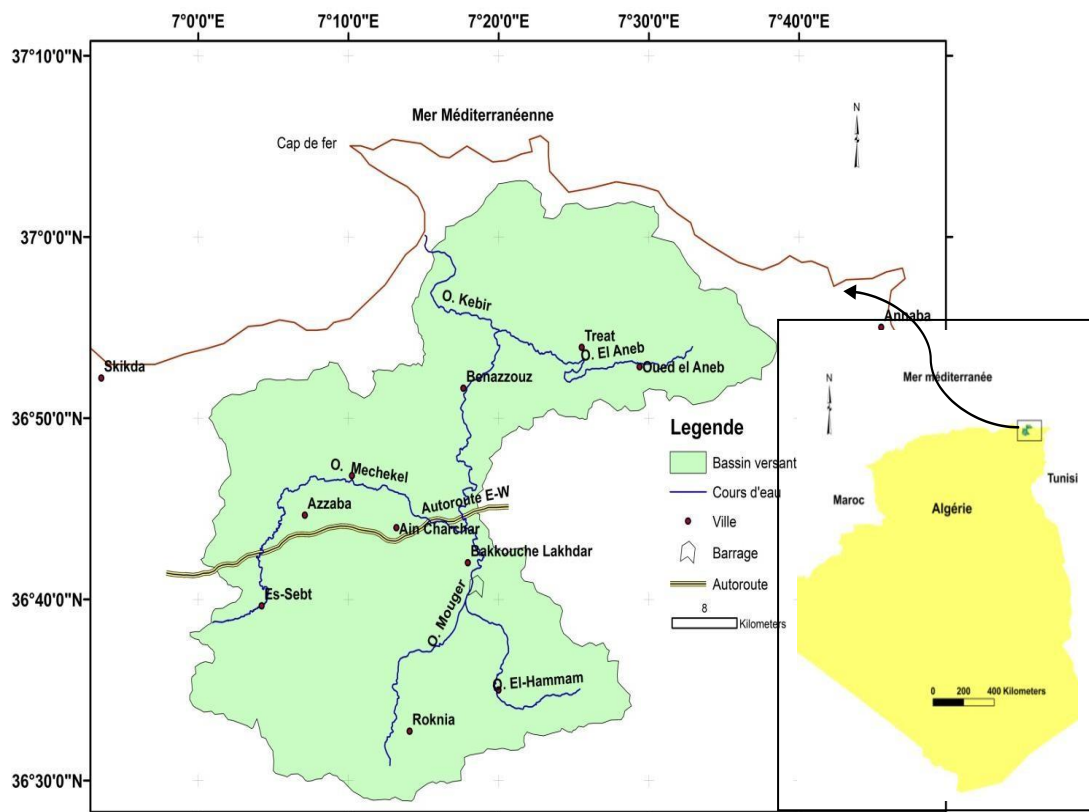 7°0'0"E
7°10'0"E
7°20'0"E
7°30'0"E
7°40'0"E
37°10'0"N
37°0'0"N
36°50'0"N
36°40'0"N
36°30'0"N
Mer Méditerranéenne
Cap de fer
N
O. Kebir
Treat
O. El Aneb
Oued el Aneb
Annaba
Skikda
Benazzouz
O. Mechekel
Azzaba
Autoroute E-W
Ain Charchar
Bakkouche Lakhdar
Es-Sebt
O. Mouger
O. El-Hammam
Roknia
Legende
Bassin versant
Cours d'eau
Ville
Barrage
Autoroute
8
Kilometers
N
Mer méditerranée
Tunisi
Maroc
Algérie
0 200 400 Kilometers